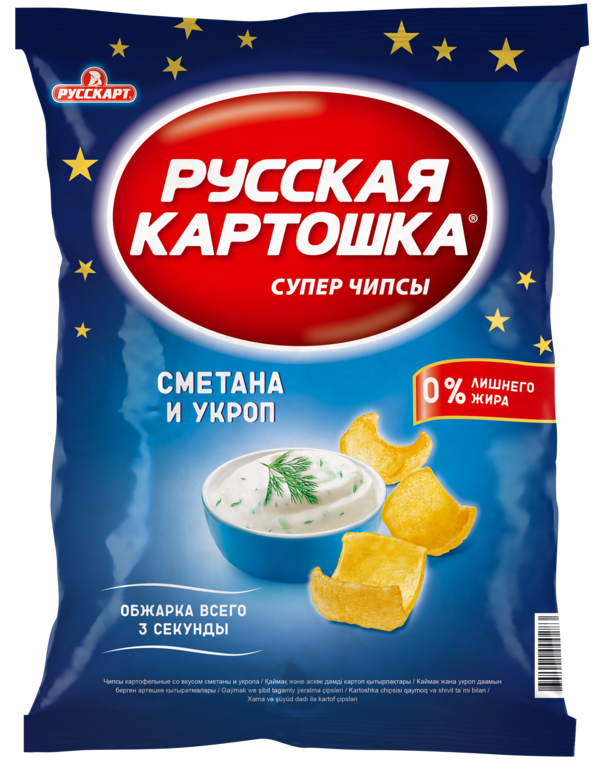 РУССКАРТ
РУССКАЯ
КАРТОШКА®
СУПЕР ЧИПСЫ
СМЕТАНА
И УКРОП
0% ЛИШНЕГО
ЖИРА
ОБЖАРКА ВСЕГО
3 СЕКУНДЫ
Чипсы картофельные со вкусом сметаны и укропа / Қаймақ және аскөк дәмді картоп қытырлақтары / Каймак жана укроп даамын
берген артешке кытыратмалары / Gaymak we şibit tagamly ýeralma çipsleri / Kartoshka chipsisi qaymoq va shivit ta`mi bilan /
Xama və şüyüd dadı ilə kartof çipsləri